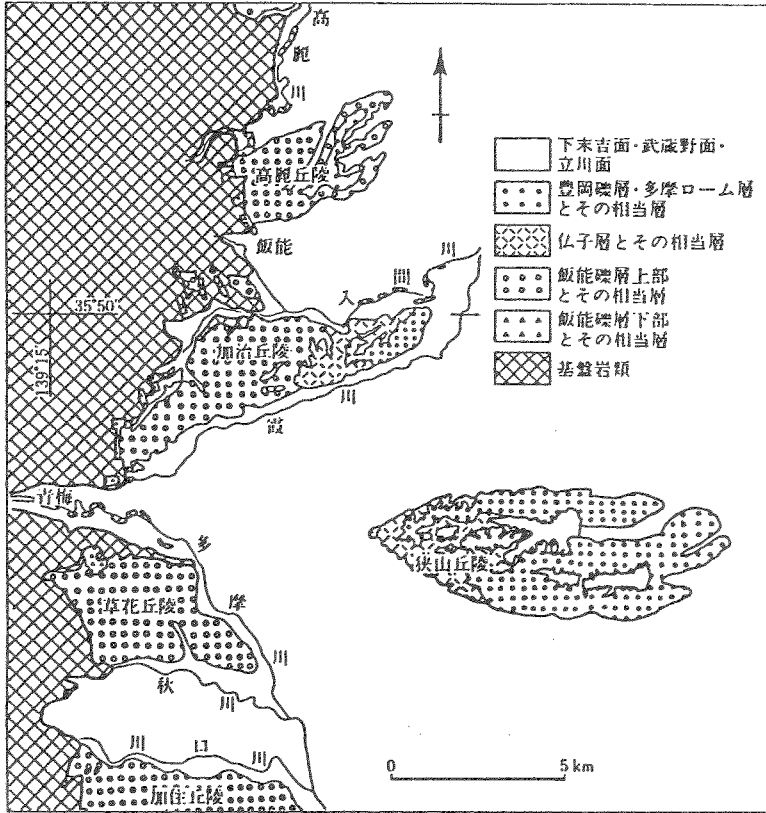 高麗川
下末吉面・武蔵野面・
立川面
豊岡礫層・多摩ローム層
とその相当層
高麗丘陵
飯能
仏子層とその相当層
入間川
飯能礫層上部
とその相当層
35°50′
加治丘陵
飯能礫層下部
とその相当層
139°15′
基盤岩類
霞川
青梅
多摩川
狭山丘陵
草花丘陵
秋川
川口川
0 5km
加住丘陵